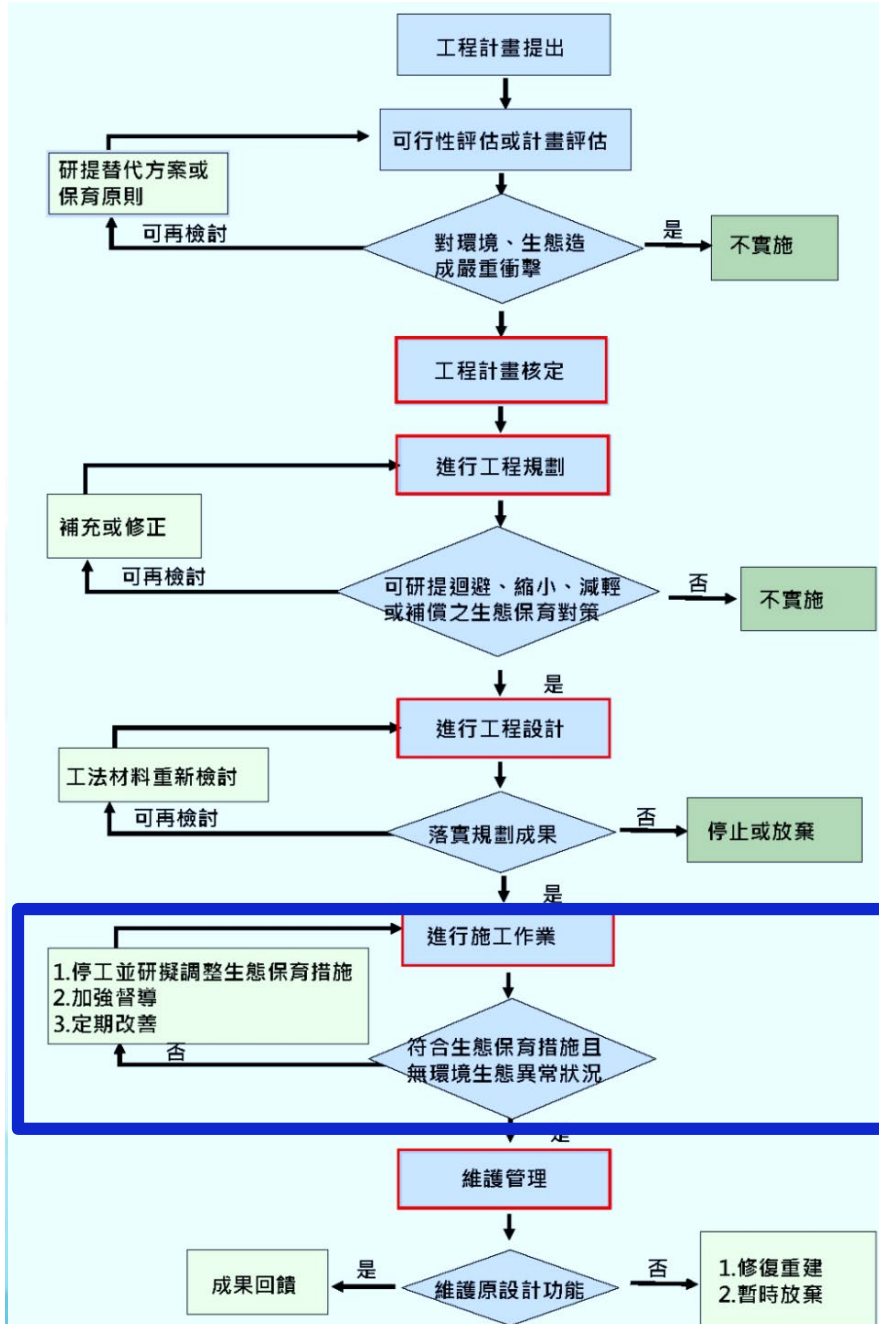 工程計畫提出
可行性評估或計畫評估
研提替代方案或
保育原則
可再檢討
對環境、生態造
成嚴重衝擊
是
不實施
工程計畫核定
進行工程規劃
補充或修正
可再檢討
可研提迴避、縮小、減輕
或補償之生態保育對策
否
不實施
是
進行工程設計
工法材料重新檢討
可再檢討
落實規劃成果
否
停止或放棄
是
進行施工作業
1.停工並研擬調整生態保育措施
2.加強督導
3.定期改善
否
符合生態保育措施且
無環境生態異常狀況
是
維護管理
成果回饋
是
維護原設計功能
否
1.修復重建
2.暫時放棄